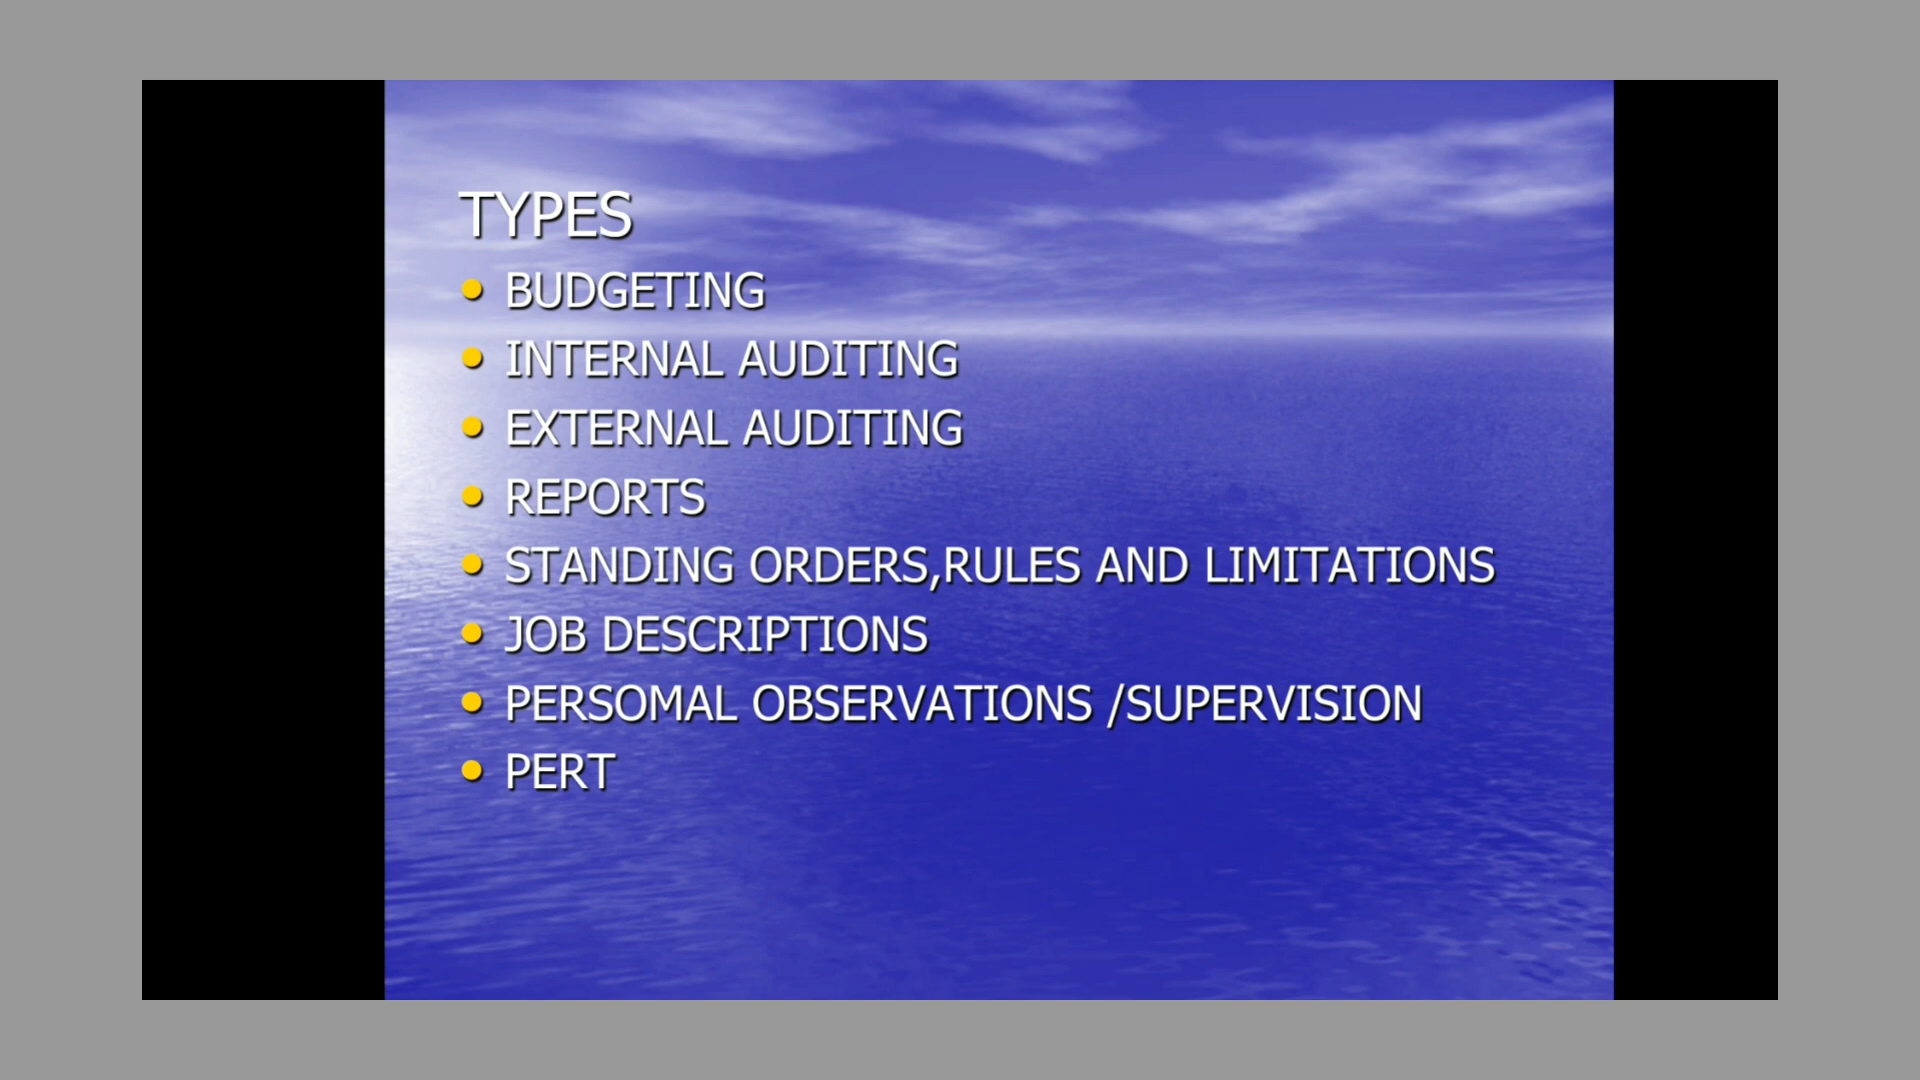 TYPES
• BUDGETING
• INTERNAL AUDITING
• EXTERNAL AUDITING
• REPORTS
• STANDING ORDERS,RULES AND LIMITATIONS
• JOB DESCRIPTIONS
• PERSOMAL OBSERVATIONS /SUPERVISION
• PERT